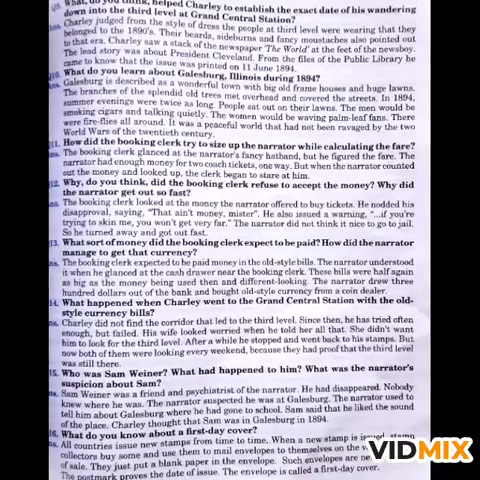 What, do you think, helped Charley to establish the exact date of his wandering
down into the third level at Grand Central Station?
Charley judged from the style of dress the people at third level were wearing that they
belonged to the 1890's. Their beards, sideburns and fancy moustaches also pointed out
to that era. Charley saw a stack of the newspaper 'The World' at the feet of the newsboy.
The lead story was about President Cleveland. From the files of the Public Library he
came to know that the issue was printed on 11 June 1894.
Q10. What do you learn about Galesburg, Illinois during 1894?
Ans. Galesburg is described as a wonderful town with big old frame houses and huge lawns.
The branches of the splendid old trees met overhead and covered the streets. In 1894,
summer evenings were twice as long. People sat out on their lawns. The men would be
smoking cigars and talking quietly. The women would be waving palm-leaf fans. There
were fire-flies all around. It was a peaceful world that had not been ravaged by the two
World Wars of the twentieth century.
11. How did the booking clerk try to size up the narrator while calculating the fare?
ns. The booking clerk glanced at the narrator's fancy hatband, but he figured the fare. The
narrator had enough money for two coach tickets, one way. But when the narrator counted
out the money and looked up, the clerk began to stare at him.
12. Why, do you think, did the booking clerk refuse to accept the money? Why did
the narrator get out so fast?
ns. The booking clerk looked at the money the narrator offered to buy tickets. He nodded his
disapproval, saying, "That ain't money, mister". He also issued a warning, "...if you're
trying to skin me, you won't get very far." The narrator did not think it nice to go to jail.
So he turned away and got out fast.
13. What sort of money did the booking clerk expect to be paid? How did the narrator
manage to get that currency?
ns. The booking clerk expected to be paid money in the old-style bills. The narrator understood
it when he glanced at the cash drawer near the booking clerk. These bills were half again
as big as the money being used then and different-looking. The narrator drew three
hundred dollars out of the bank and bought old-style currency from a coin dealer.
14. What happened when Charley went to the Grand Central Station with the old-
style currency bills?
ns. Charley did not find the corridor that led to the third level. Since then, he has tried often
enough, but failed. His wife looked worried when he told her all that. She didn't want
him to look for the third level. After a while he stopped and went back to his stamps. But
now both of them were looking every weekend, because they had proof that the third level
was still there.
15. Who was Sam Weiner? What had happened to him? What was the narrator's
suspicion about Sam?
ns. Sam Weiner was a friend and psychiatrist of the narrator. He had disappeared. Nobody
knew where he was. The narrator suspected he was at Galesburg. The narrator used to
tell him about Galesburg where he had gone to school. Sam said that he liked the sound
of the place. Charley thought that Sam was in Galesburg in 1894.
16. What do you know about a first-day cover?
ns. All countries issue new stamps from time to time. When a new stamp is issued, stamp
collectors buy some and use them to mail envelopes to themselves on the
of sale. They just put a blank paper in the envelope. Such envelopes are
The postmark proves the date of issue. The envelope is called a first-day cover.
VIDMIX